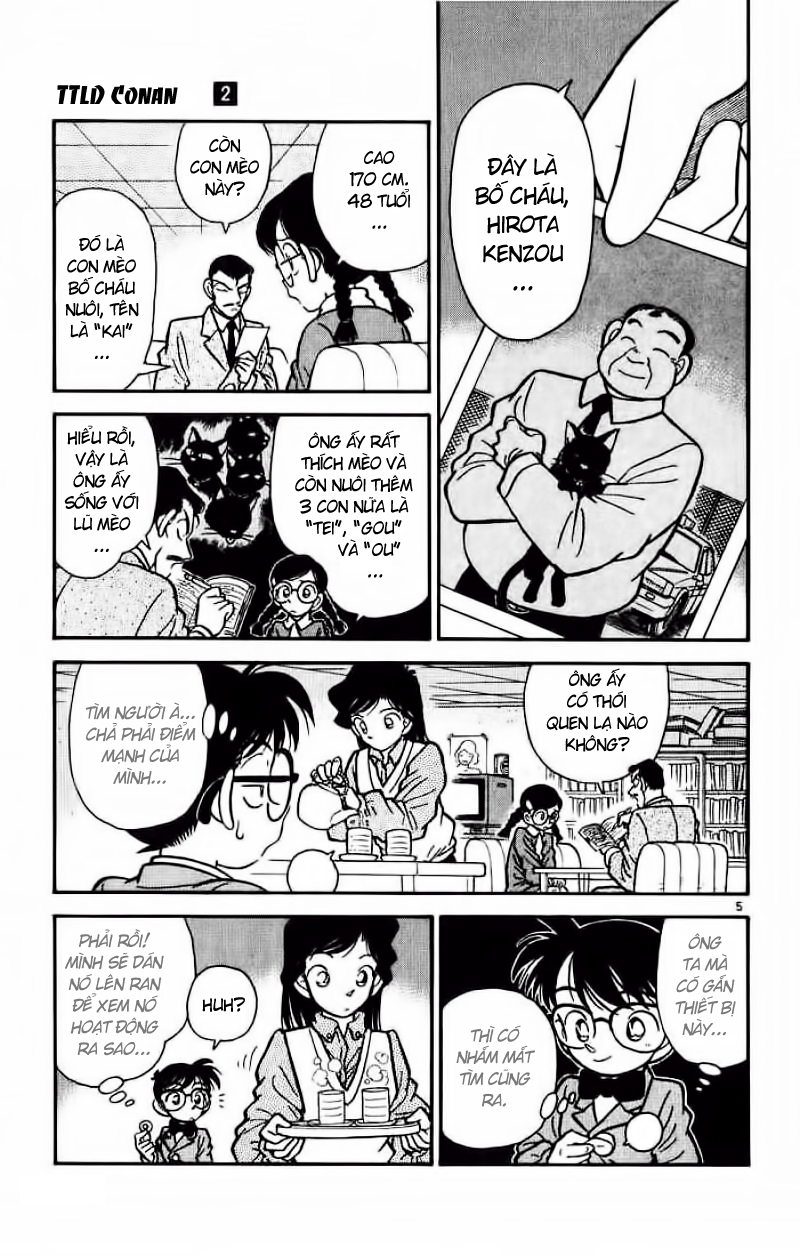 TTLD CONAN 2
ĐÂY LÀ
BỐ CHÁU,
HIROTA
KENZOU
...
CAO
170 CM.
48 TUỔI
...
CÒN
CON MÈO
NÀY?
ĐÓ LÀ
CON MÈO
BỐ CHÁU
NUÔI, TÊN
LÀ "KAI"
...
ÔNG ẤY RẤT
THÍCH MÈO VÀ
CÒN NUÔI THÊM
3 CON NỮA LÀ
"TEI", "GOU"
VÀ "OU"
...
HIỂU RỒI,
VẬY LÀ
ÔNG ẤY
SỐNG VỚI
LŨ MÈO
...
ÔNG ẤY
CÓ THÓI
QUEN LẠ NÀO
KHÔNG?
TÌM NGƯỜI À...
CHẢ PHẢI ĐIỂM
MẠNH CỦA
MÌNH...
5
ÔNG
TA MÀ
CÓ GẮN
THIẾT BỊ
NÀY...
THÌ CÓ
NHẮM MẮT
TÌM CŨNG
RA.
PHẢI RỒI!
MÌNH SẼ DÁN
NÓ LÊN RAN
ĐỂ XEM NÓ
HOẠT ĐỘNG
RA SAO...
HUH?